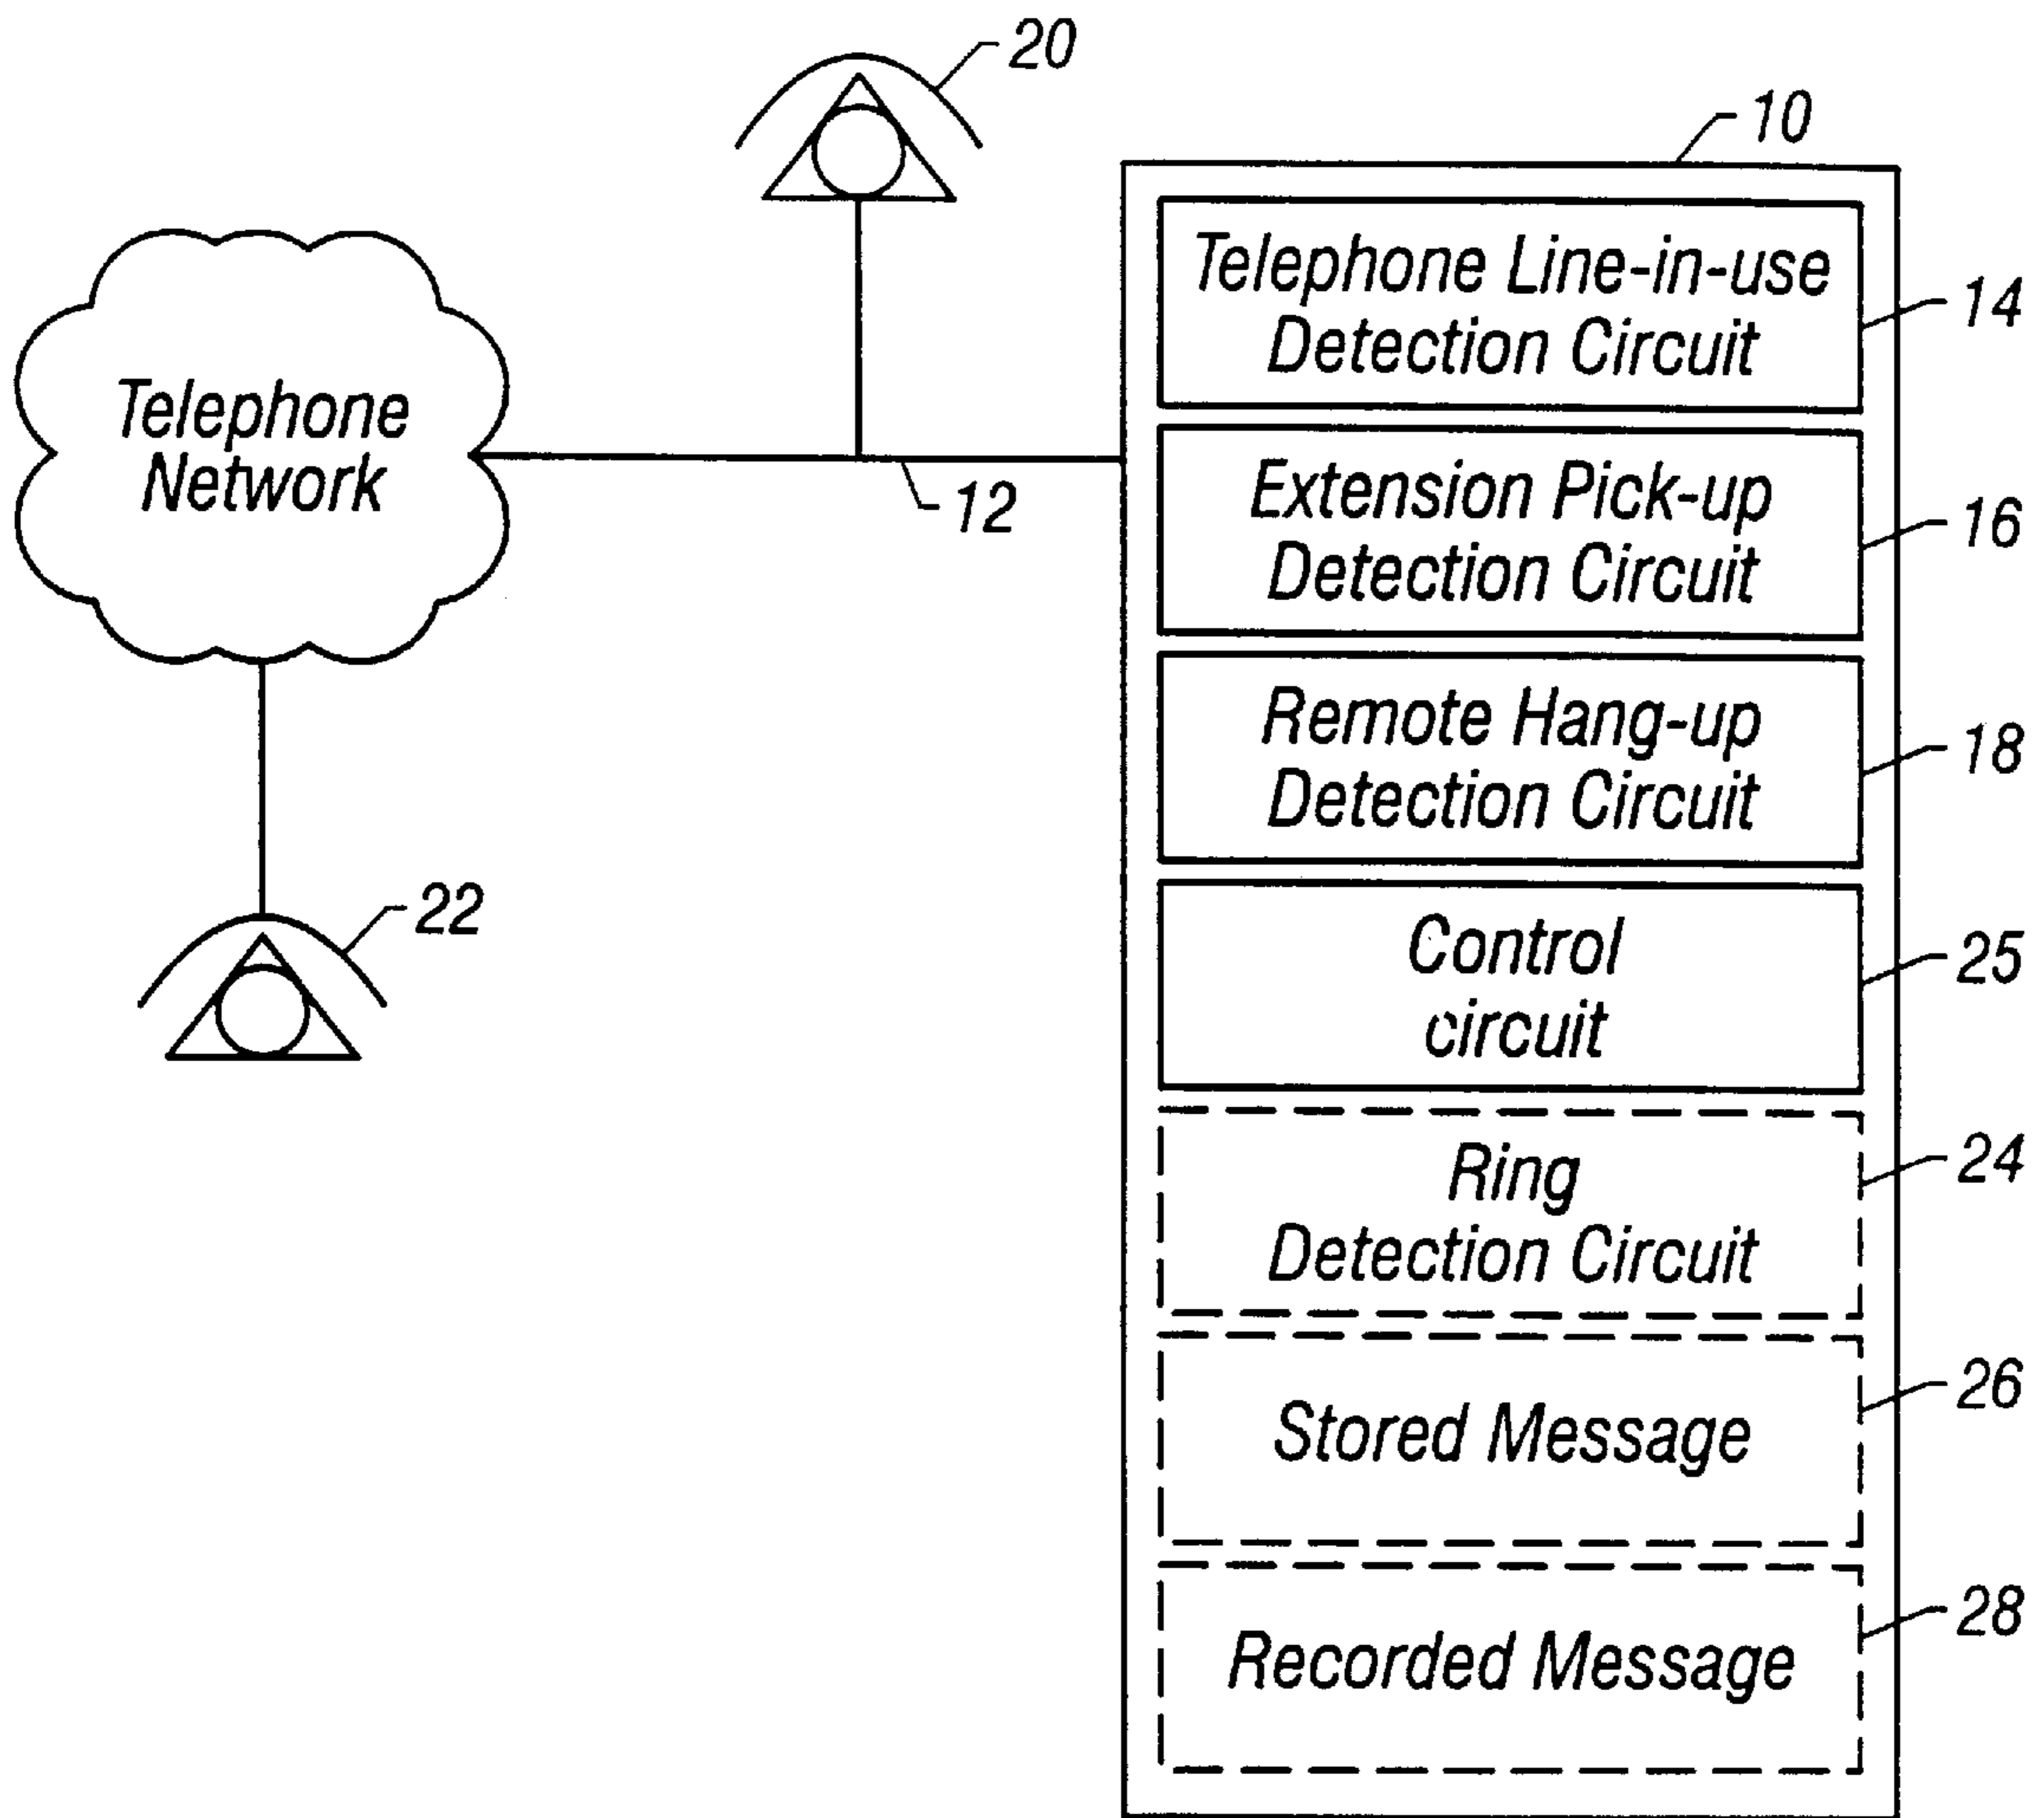 20
10
Telephone Line-in-use
Detection Circuit
14
Telephone
Network
12
Extension Pick-up
Detection Circuit
16
Remote Hang-up
Detection Circuit
18
22
Control
circuit
25
Ring
Detection Circuit
24
Stored Message
26
Recorded Message
28